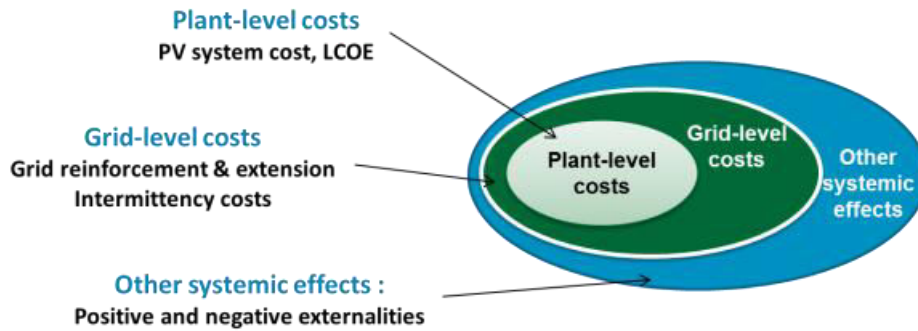 Plant-level costs
PV system cost, LCOE
Grid-level costs
Grid reinforcement & extension
Intermittency costs
Other systemic effects :
Positive and negative externalities
Plant-level
costs
Grid-level
costs
Other
systemic
effects